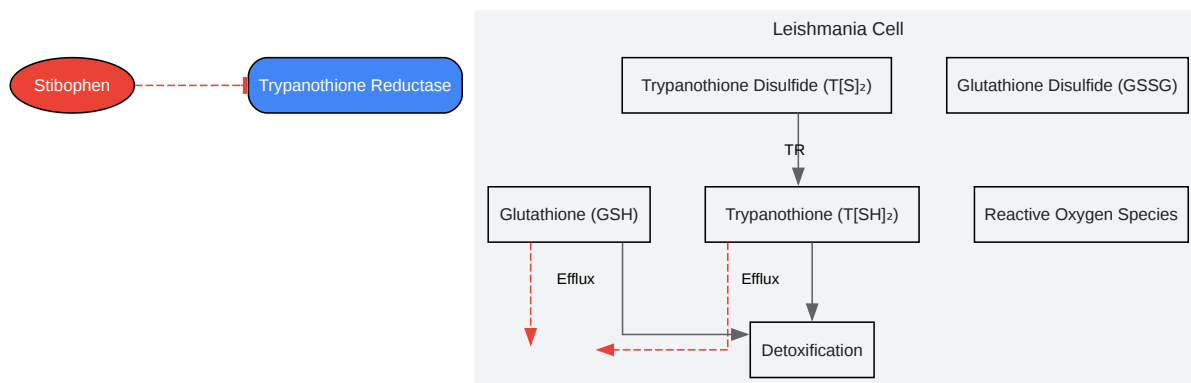 Leishmania Cell
Stibophen
Trypanothione Reductase
Trypanothione Disulfide (T[S]₂)
Glutathione Disulfide (GSSG)
TR
Glutathione (GSH)
Trypanothione (T[SH]₂)
Reactive Oxygen Species
Efflux
Efflux
Detoxification